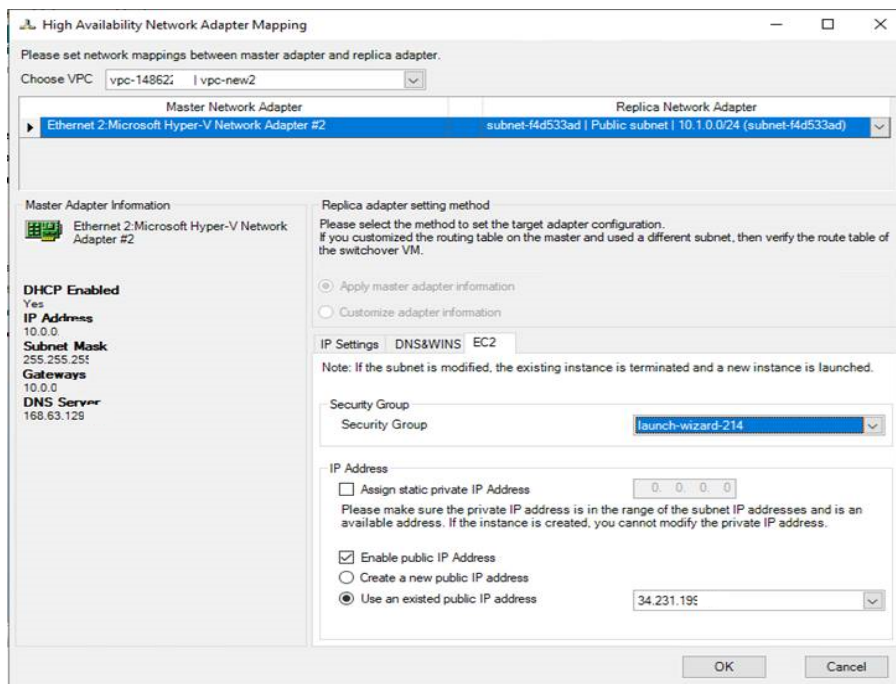 High Availability Network Adapter Mapping
Please set network mappings between master adapter and replica adapter.
Choose VPC vpc-148622 | vpc-new2
Master Network Adapter Replica Network Adapter
Ethernet 2:Microsoft Hyper-V Network Adapter #2 subnet-f4d533ad | Public subnet | 10.1.0.0/24 (subnet-f4d533ad)
Master Adapter Information
Ethernet 2:Microsoft Hyper-V Network
Adapter #2
DHCP Enabled
Yes
IP Address
10.0.0.
Subnet Mask
255.255.255
Gateways
10.0.0
DNS Server
168.63.129
Replica adapter setting method
Please select the method to set the target adapter configuration.
If you customized the routing table on the master and used a different subnet, then verify the route table of
the switchover VM.
Apply master adapter information
Customize adapter information
IP Settings DNS&WINS EC2
Note: If the subnet is modified, the existing instance is terminated and a new instance is launched.
Security Group
Security Group launch-wizard-214
IP Address
Assign static private IP Address 0. 0. 0. 0
Please make sure the private IP address is in the range of the subnet IP addresses and is an
available address. If the instance is created, you cannot modify the private IP address.
Enable public IP Address
Create a new public IP address
Use an existed public IP address 34.231.199
OK Cancel